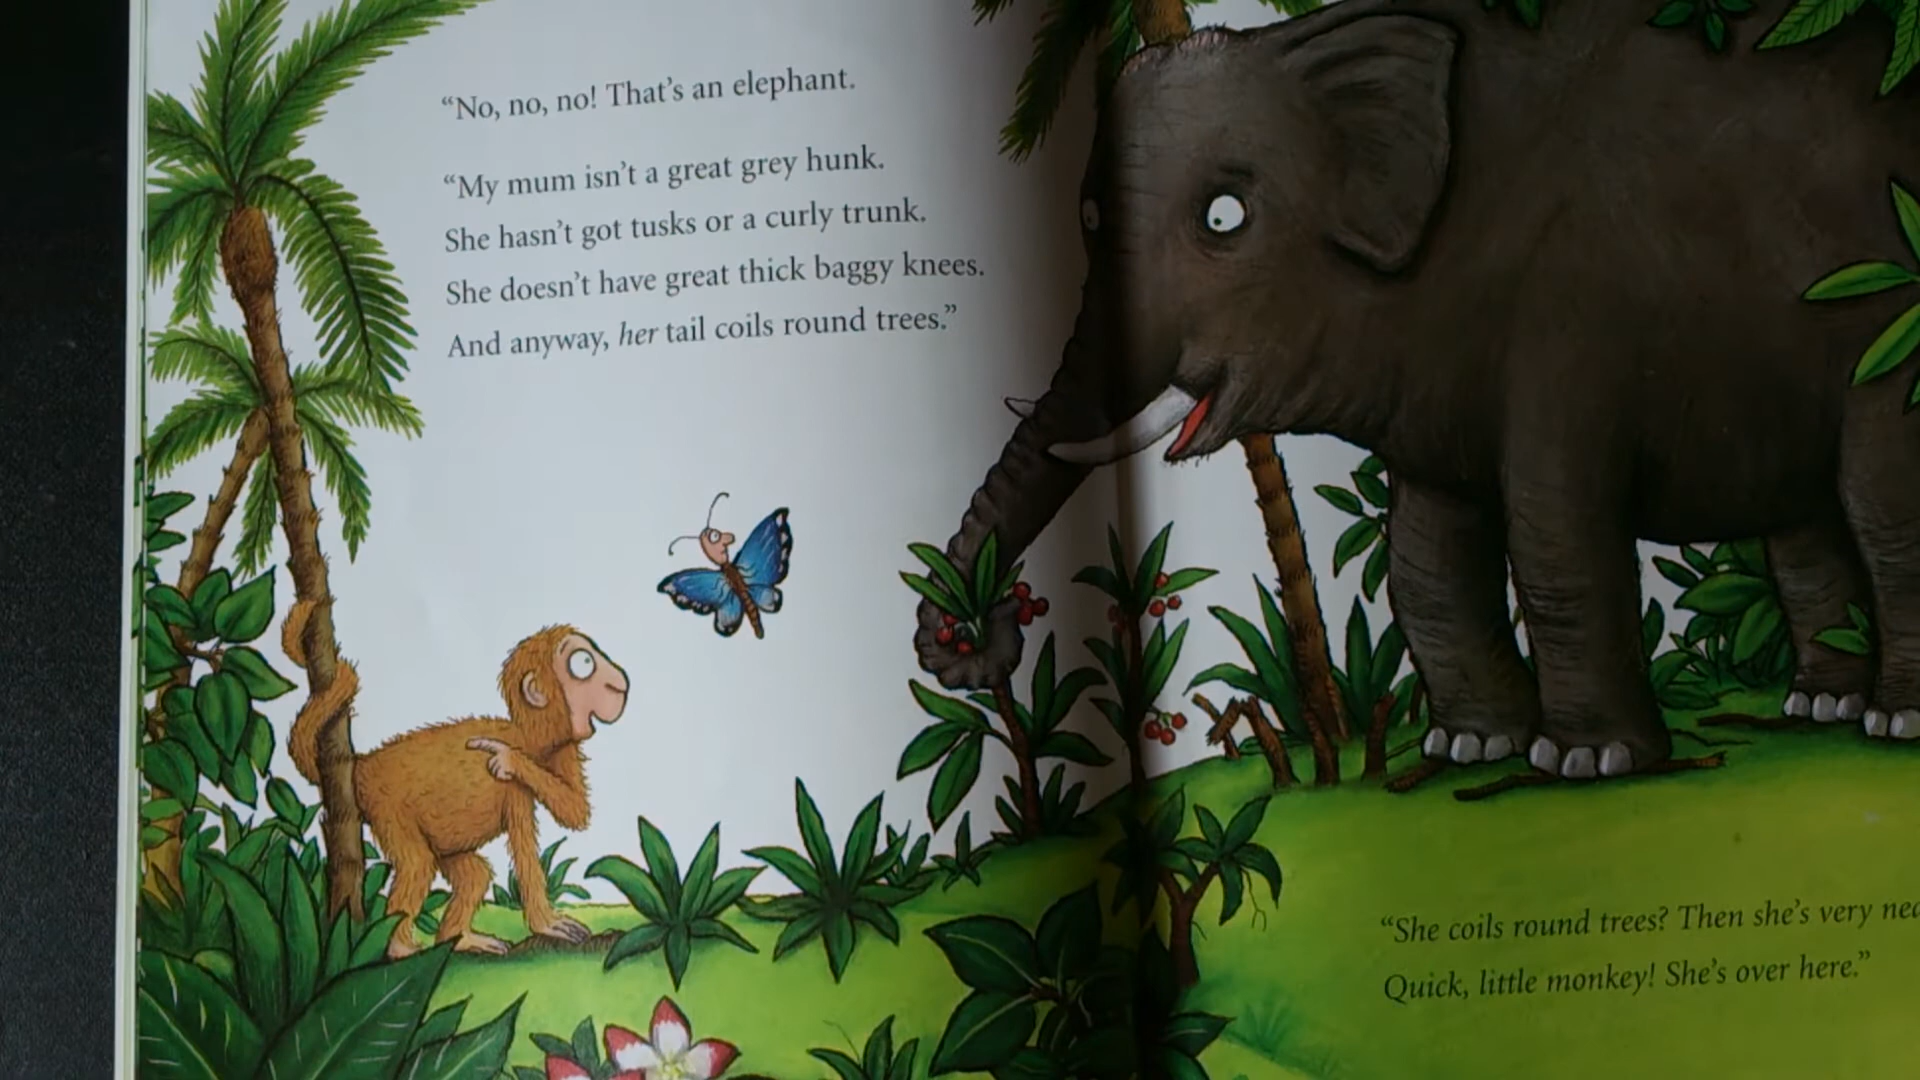 “No, no, no! That’s an elephant.
“My mum isn’t a great grey hunk.
She hasn’t got tusks or a curly trunk.
She doesn’t have great thick baggy knees.
And anyway, her tail coils round trees.”
“She coils round trees? Then she’s very
Quick, little monkey! She’s over here.”